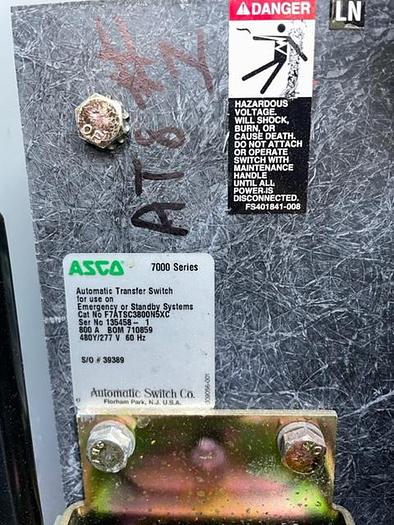 DANGER
LN
HAZARDOUS
VOLTAGE.
WILL SHOCK,
BURN, OR
CAUSE DEATH.
DO NOT ATTACH
OR OPERATE
SWITCH WITH
MAINTENANCE
HANDLE
UNTIL ALL
POWER IS
DISCONNECTED.
FS401841-008
AT8
ASCO 7000 Series
Automatic Transfer Switch
for use on
Emergency or Standby Systems
Cat No F7ATSC3800N5XC
Ser No 135458- 1
800 A BOM 710859
480Y/277 V 60 Hz
S/O # 39389
Automatic Switch Co.
Florham Park, N.J. U.S.A.